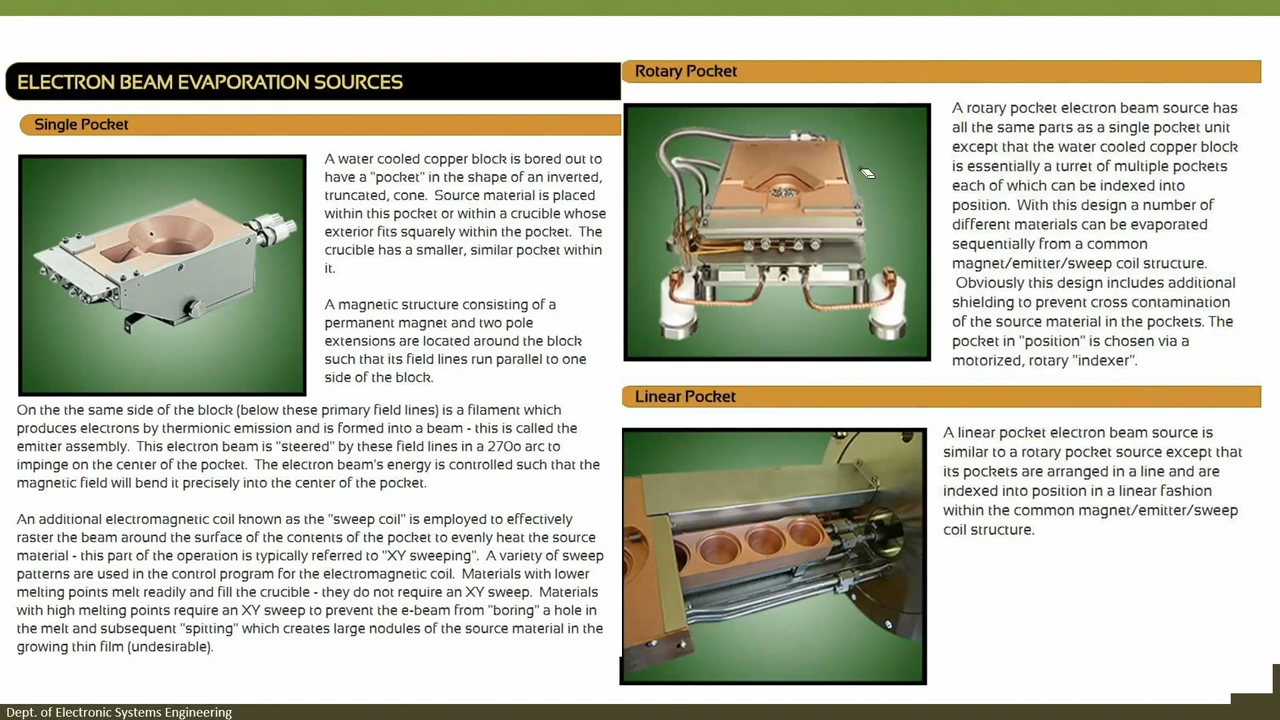 ELECTRON BEAM EVAPORATION SOURCES
Single Pocket
A water cooled copper block is bored out to
have a "pocket" in the shape of an inverted,
truncated, cone. Source material is placed
within this pocket or within a crucible whose
exterior fits squarely within the pocket. The
crucible has a smaller, similar pocket within
it.
A magnetic structure consisting of a
permanent magnet and two pole
extensions are located around the block
such that its field lines run parallel to one
side of the block.
On the the same side of the block (below these primary field lines) is a filament which
produces electrons by thermionic emission and is formed into a beam - this is called the
emitter assembly. This electron beam is "steered" by these field lines in a 270o arc to
impinge on the center of the pocket. The electron beam's energy is controlled such that the
magnetic field will bend it precisely into the center of the pocket.
An additional electromagnetic coil known as the "sweep coil" is employed to effectively
raster the beam around the surface of the contents of the pocket to evenly heat the source
material - this part of the operation is typically referred to "XY sweeping". A variety of sweep
patterns are used in the control program for the electromagnetic coil. Materials with lower
melting points melt readily and fill the crucible - they do not require an XY sweep. Materials
with high melting points require an XY sweep to prevent the e-beam from "boring" a hole in
the melt and subsequent "spitting" which creates large nodules of the source material in the
growing thin film (undesirable).
Rotary Pocket
A rotary pocket electron beam source has
all the same parts as a single pocket unit
except that the water cooled copper block
is essentially a turret of multiple pockets
each of which can be indexed into
position. With this design a number of
different materials can be evaporated
sequentially from a common
magnet/emitter/sweep coil structure.
Obviously this design includes additional
shielding to prevent cross contamination
of the source material in the pockets. The
pocket in "position" is chosen via a
motorized, rotary "indexer".
Linear Pocket
A linear pocket electron beam source is
similar to a rotary pocket source except that
its pockets are arranged in a line and are
indexed into position in a linear fashion
within the common magnet/emitter/sweep
coil structure.
Dept. of Electronic Systems Engineering